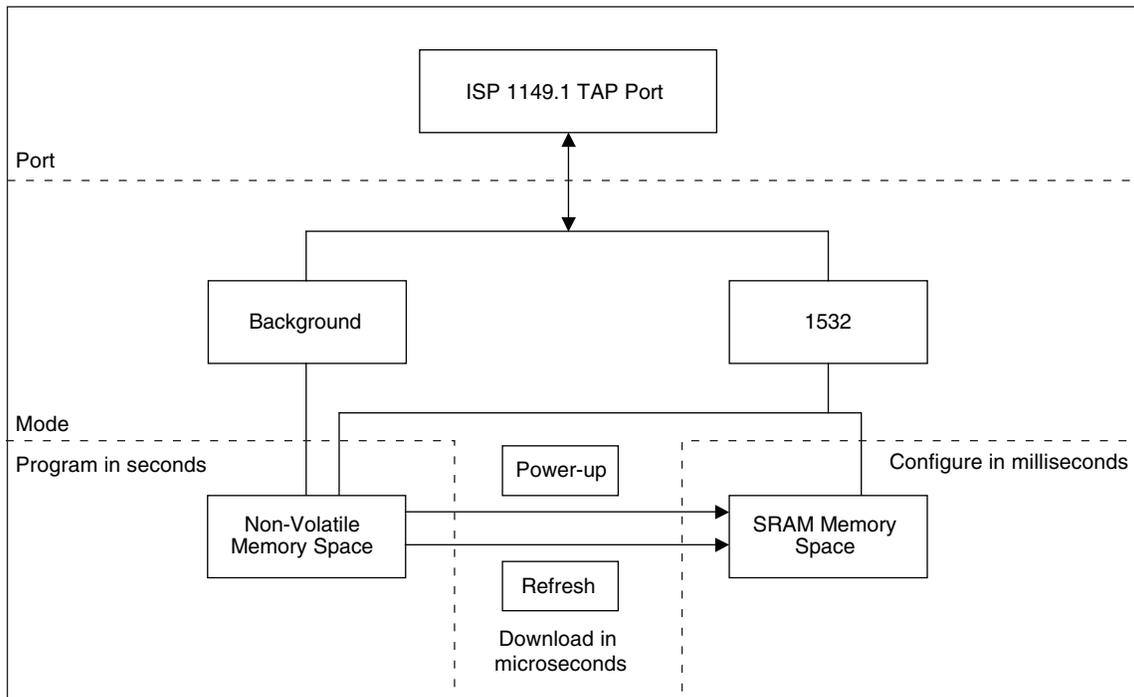 ISP 1149.1 TAP Port
Port
Background
1532
Mode
Program in seconds
Power-up
Configure in milliseconds
Non-Volatile
Memory Space
SRAM Memory
Space
Refresh
Download in
microseconds